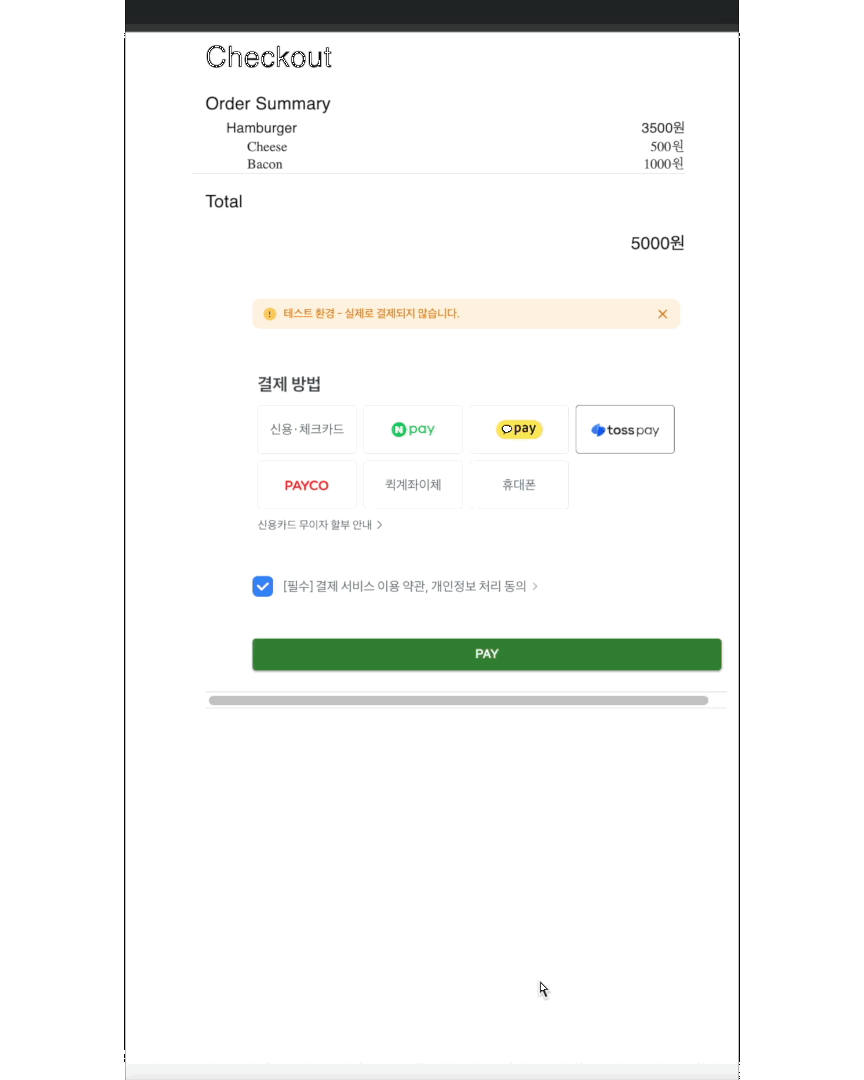 Checkout
Order Summary
Hamburger 3500원
Cheese 500원
Bacon 1000원
Total
5000원
테스트 환경 - 실제로 결제되지 않습니다.
결제 방법
신용·체크카드 N pay pay toss pay
PAYCO 퀵계좌이체 휴대폰
신용카드 무이자 할부 안내 >
[필수] 결제 서비스 이용 약관, 개인정보 처리 동의 >
PAY